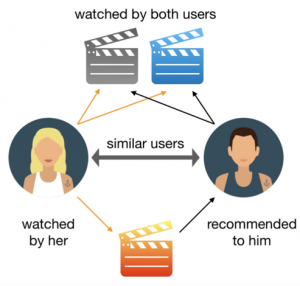 watched by both users
similar users
watched
by her
recommended
to him